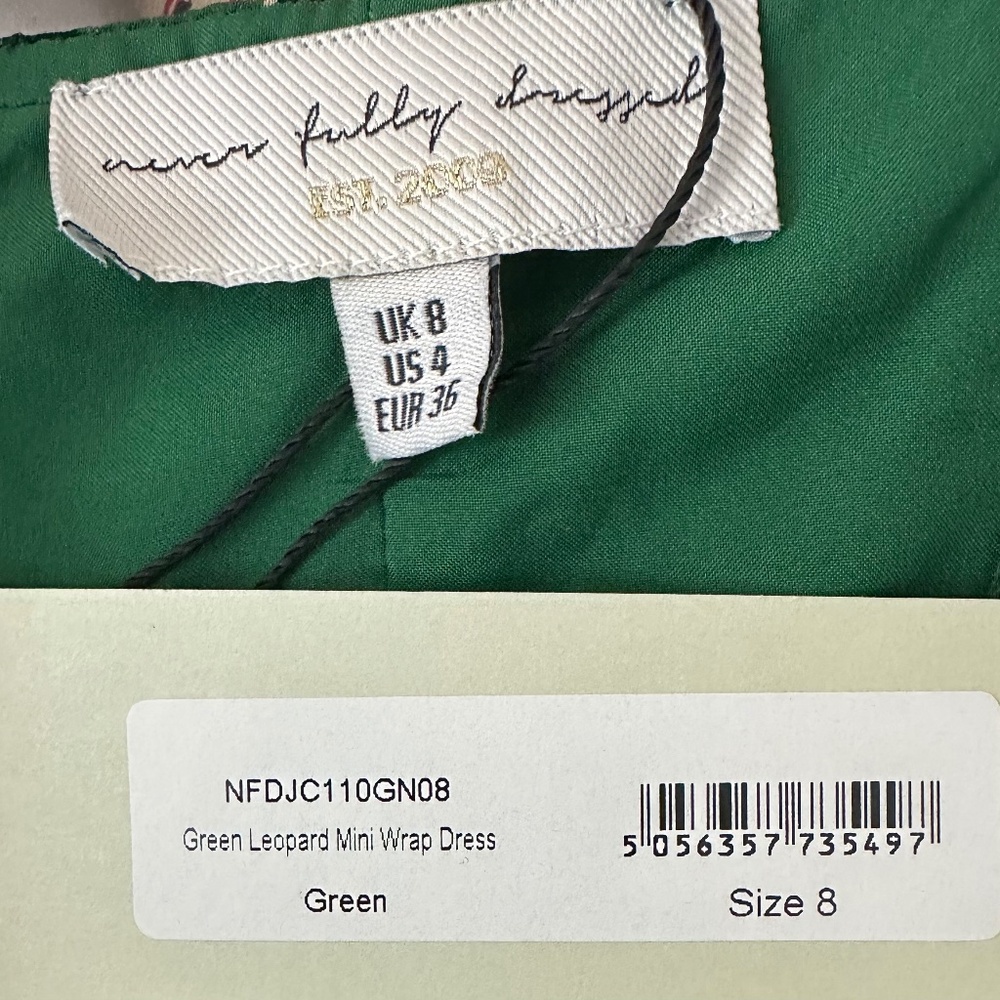 never fully dressed
EST. 2009
UK 8
US 4
EUR 36
NFDJC110GN08
Green Leopard Mini Wrap Dress
Green
5 056357 735497
Size 8